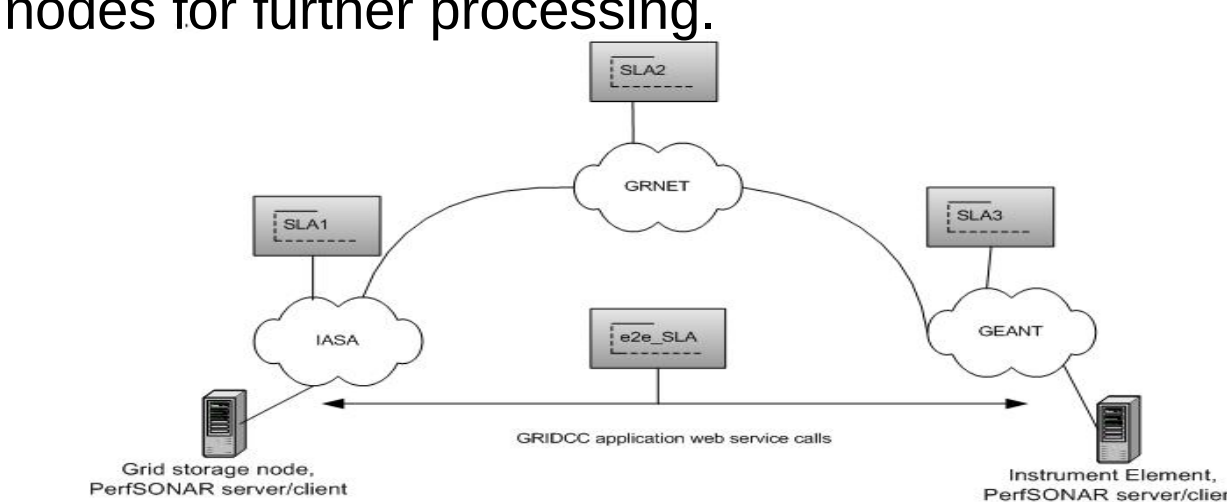 nodes for further processing.
SLA2
GRNET
SLA1
SLA3
IASA
e2e_SLA
GEANT
GRIDCC application web service calls
Grid storage node,
PerfSONAR server/client
Instrument Element,
PerfSONAR server/clien